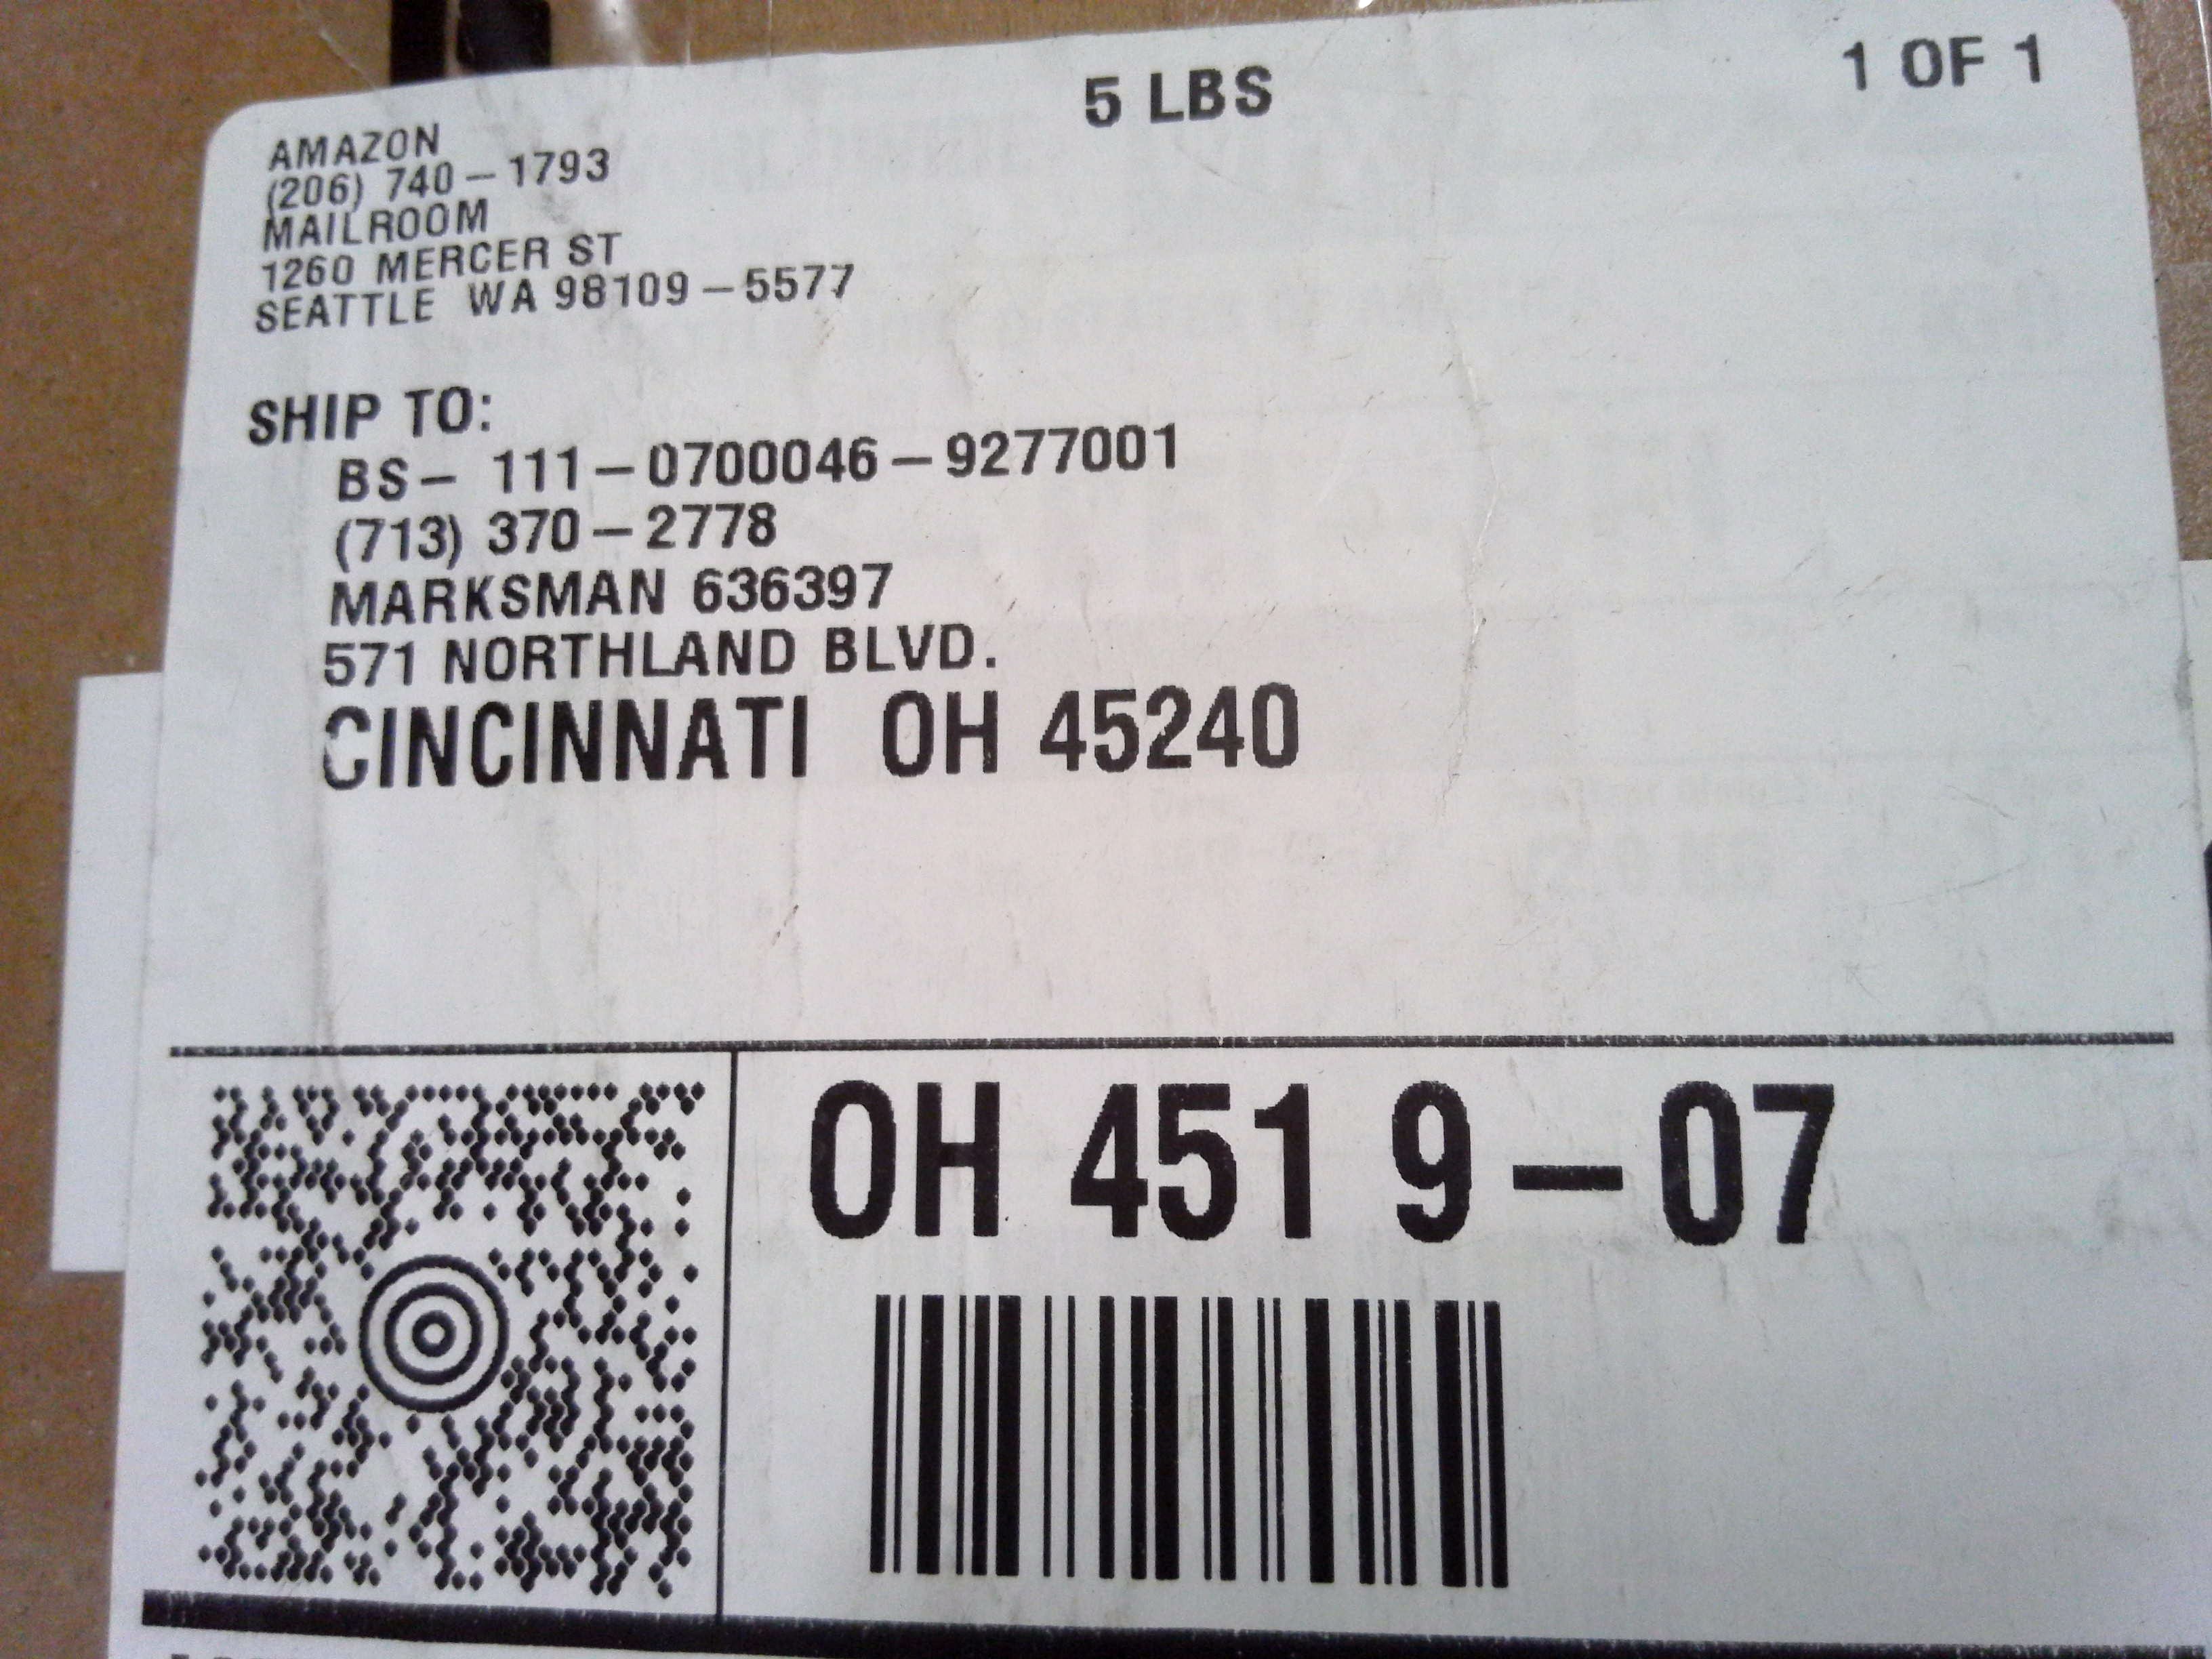 5 LBS
1 OF 1
AMAZON
(206) 740-1793
MAILROOM
1260 MERCER ST
SEATTLE WA 98109-5577
SHIP TO:
BS- 111-0700046-9277001
(713) 370-2778
MARKSMAN 636397
571 NORTHLAND BLVD.
CINCINNATI OH 45240
OH 451 9-07